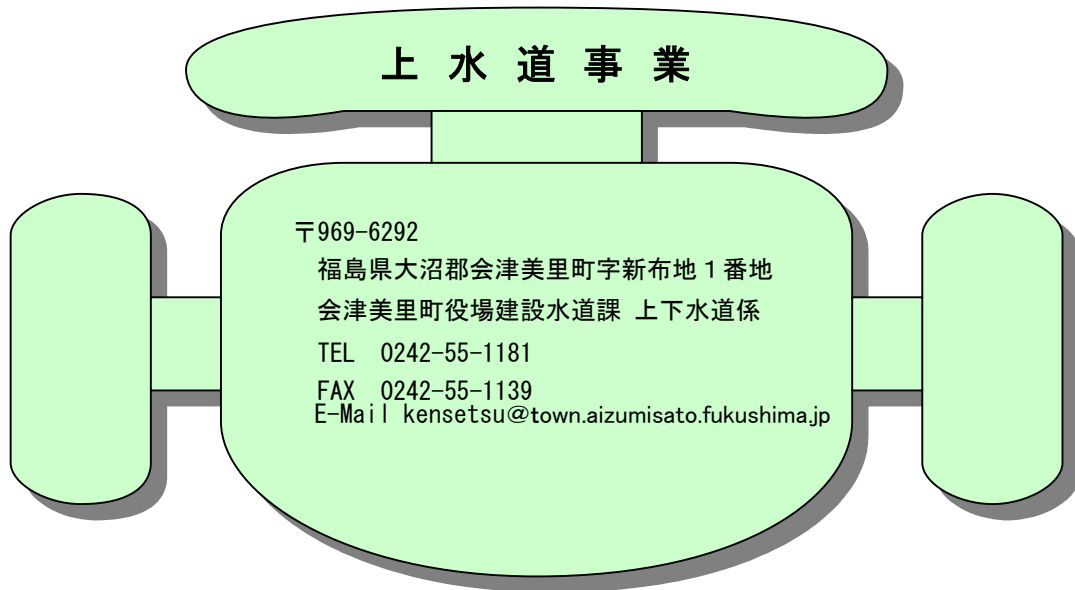 上水道事業
〒969-6292
福島県大沼郡会津美里町字新布地１番地
会津美里町役場建設水道課 上下水道係
TEL　0242-55-1181
FAX　0242-55-1139
E-Mail kensetsu@town.aizumisato.fukushima.jp